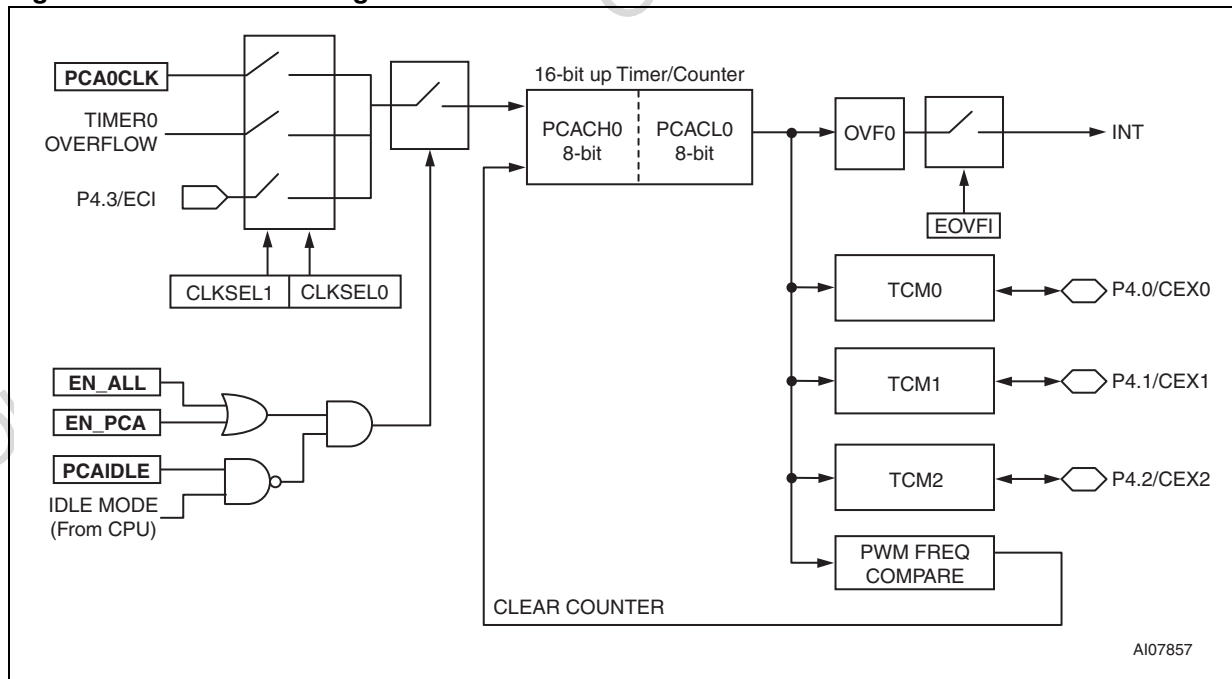 PCA0CLK
TIMER0
OVERFLOW
P4.3/ECI
CLKSEL1
CLKSEL0
EN_ALL
EN_PCA
PCAIDLE
IDLE MODE
(From CPU)
16-bit up Timer/Counter
PCACH0
8-bit
PCACL0
8-bit
OVF0
INT
EOVFI
TCM0
P4.0/CEX0
TCM1
P4.1/CEX1
TCM2
P4.2/CEX2
PWM FREQ
COMPARE
CLEAR COUNTER
AI07857